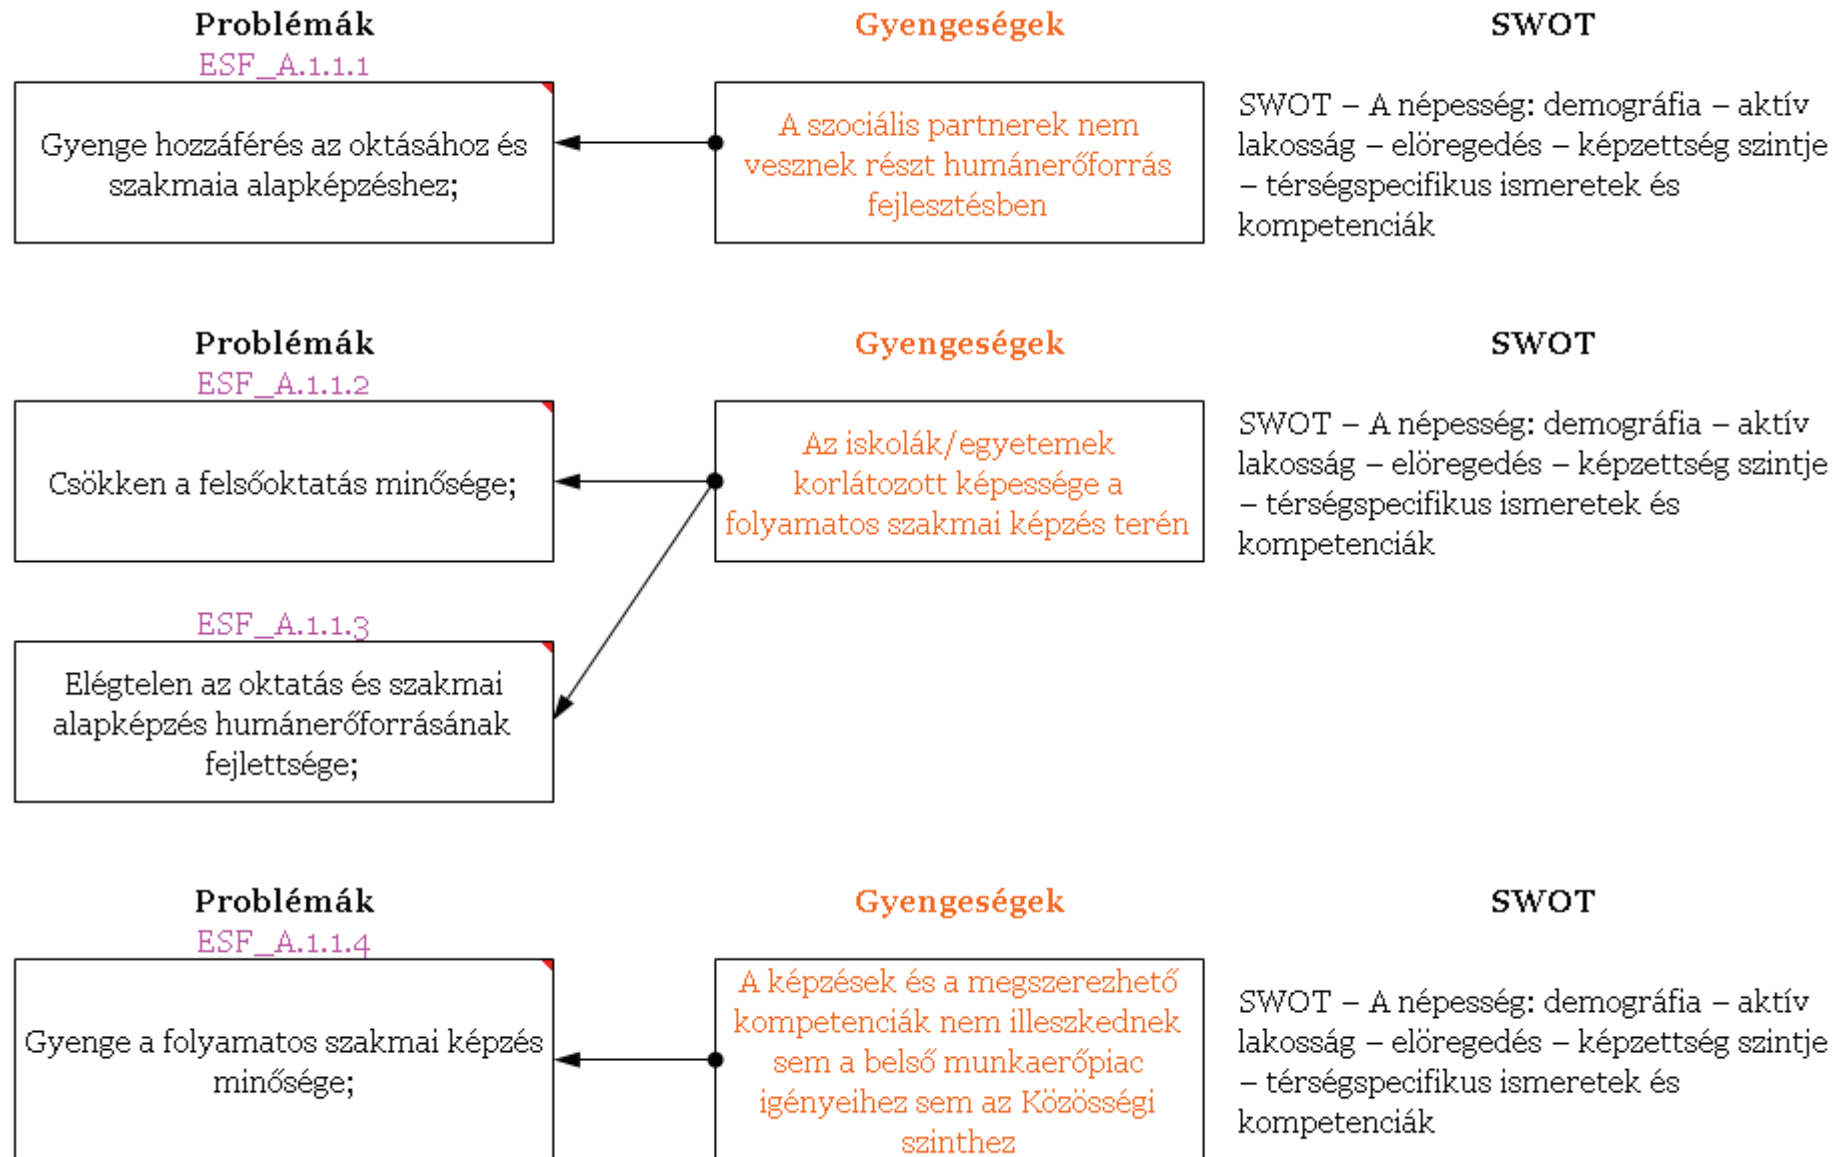 Problémák
Gyengeségek
SWOT
ESF_A.1.1.1
Gyenge hozzáférés az oktásához és
szakmaia alapképzéshez;
A szociális partnerek nem
vesznek részt humánerőforrás
fejlesztésben
SWOT – A népesség: demográfia – aktív
lakosság – elöregedés – képzettség szintje
– térségspecifikus ismeretek és
kompetenciák
Problémák
Gyengeségek
SWOT
ESF_A.1.1.2
Csökken a felsőoktatás minősége;
Az iskolák/egyetemek
korlátozott képessége a
folyamatos szakmai képzés terén
SWOT – A népesség: demográfia – aktív
lakosság – elöregedés – képzettség szintje
– térségspecifikus ismeretek és
kompetenciák
ESF_A.1.1.3
Elégtelen az oktatás és szakmai
alapképzés humánerőforrásának
fejlettsége;
Problémák
Gyengeségek
SWOT
ESF_A.1.1.4
Gyenge a folyamatos szakmai képzés
minősége;
A képzések és a megszerezhető
kompetenciák nem illeszkednek
sem a belső munkaerőpiac
igényeihez sem az Közösségi
szinthez
SWOT – A népesség: demográfia – aktív
lakosság – elöregedés – képzettség szintje
– térségspecifikus ismeretek és
kompetenciák